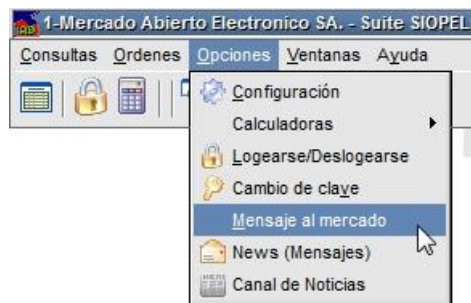 1-Mercado Abierto Electronico SA. - Suite SIOPEL
Consultas Ordenes Opciones Ventanas Ayuda
Configuración
Calculadoras
Logearse/Deslogearse
Cambio de clave
Mensaje al mercado
News (Mensajes)
Canal de Noticias